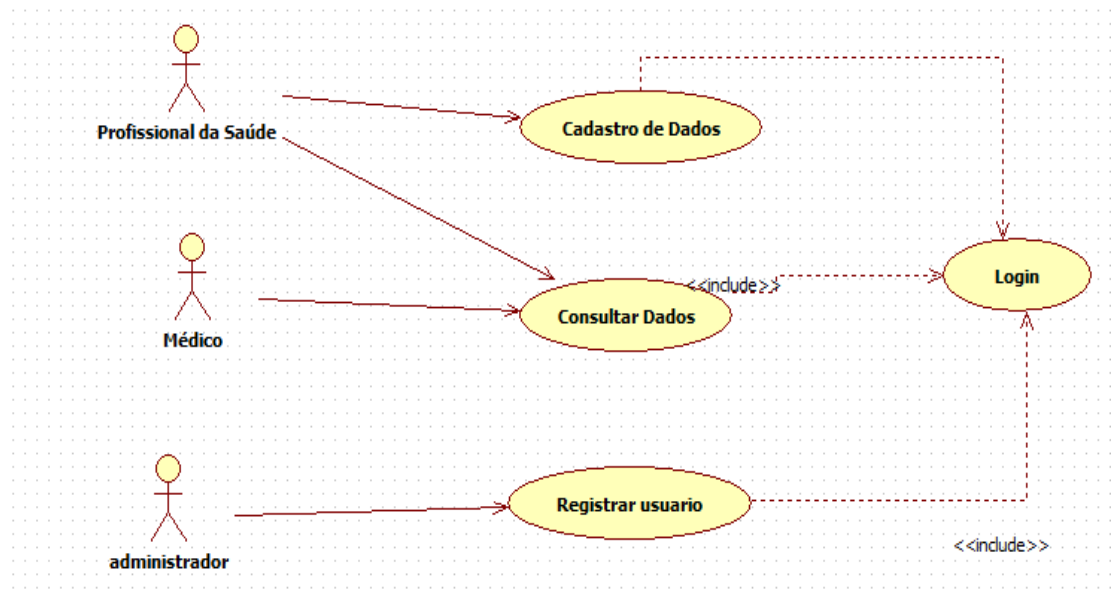 Profissional da Saúde
Cadastro de Dados
Login
<<include>>
Consultar Dados
Médico
Registrar usuario
<<include>>
administrador